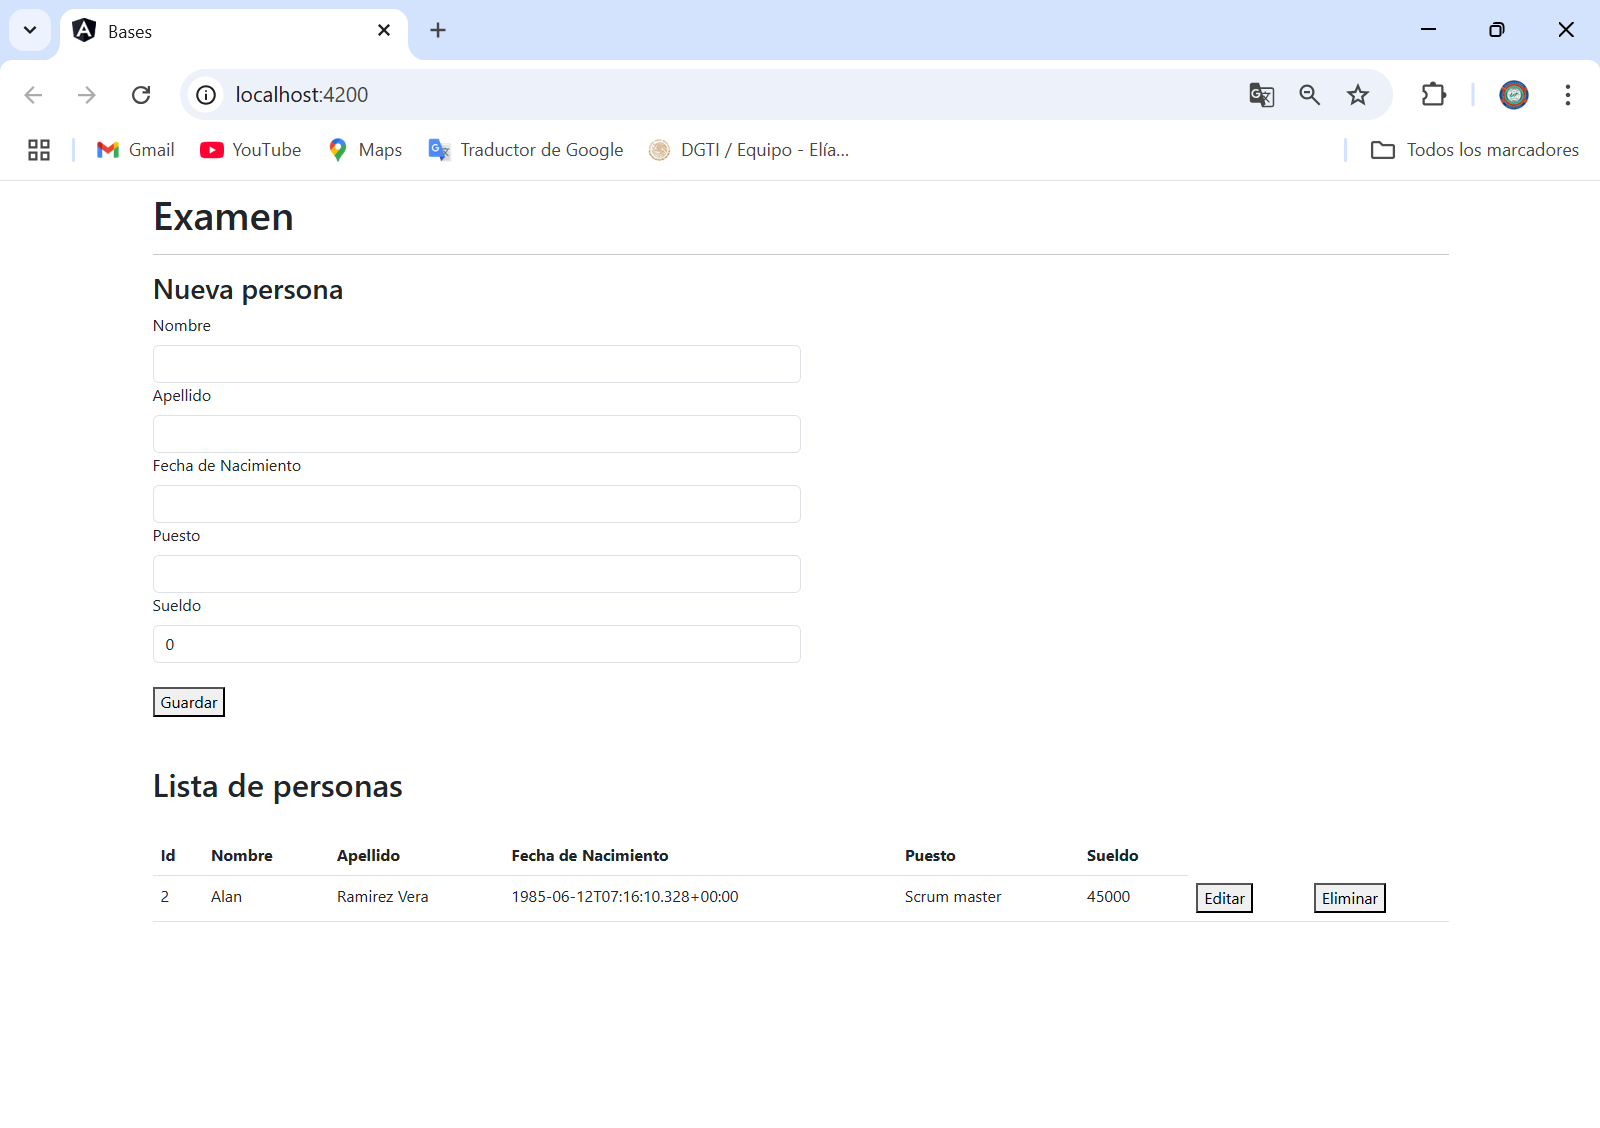 Bases
localhost:4200
Gmail YouTube Maps Traductor de Google DGTI / Equipo - Elía... Todos los marcadores
Examen
Nueva persona
Nombre
Apellido
Fecha de Nacimiento
Puesto
Sueldo
0
Guardar
Lista de personas
Id Nombre Apellido Fecha de Nacimiento Puesto Sueldo
2 Alan Ramirez Vera 1985-06-12T07:16:10.328+00:00 Scrum master 45000 Editar Eliminar